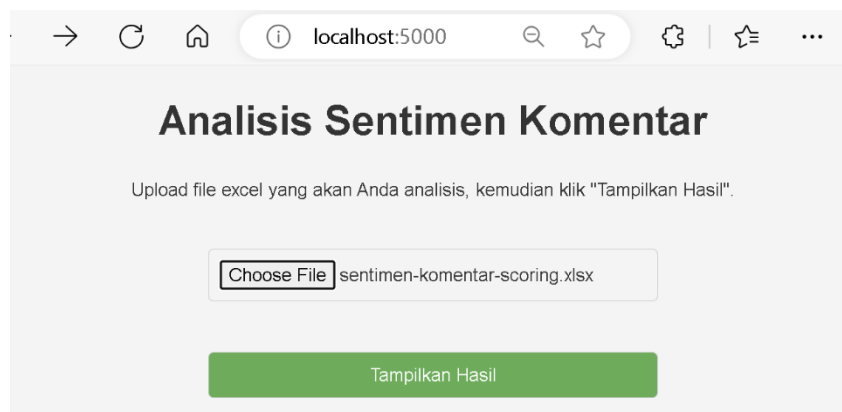 localhost:5000
Analisis Sentimen Komentar
Upload file excel yang akan Anda analisis, kemudian klik "Tampilkan Hasil".
Choose File sentimen-komentar-scoring.xlsx
Tampilkan Hasil